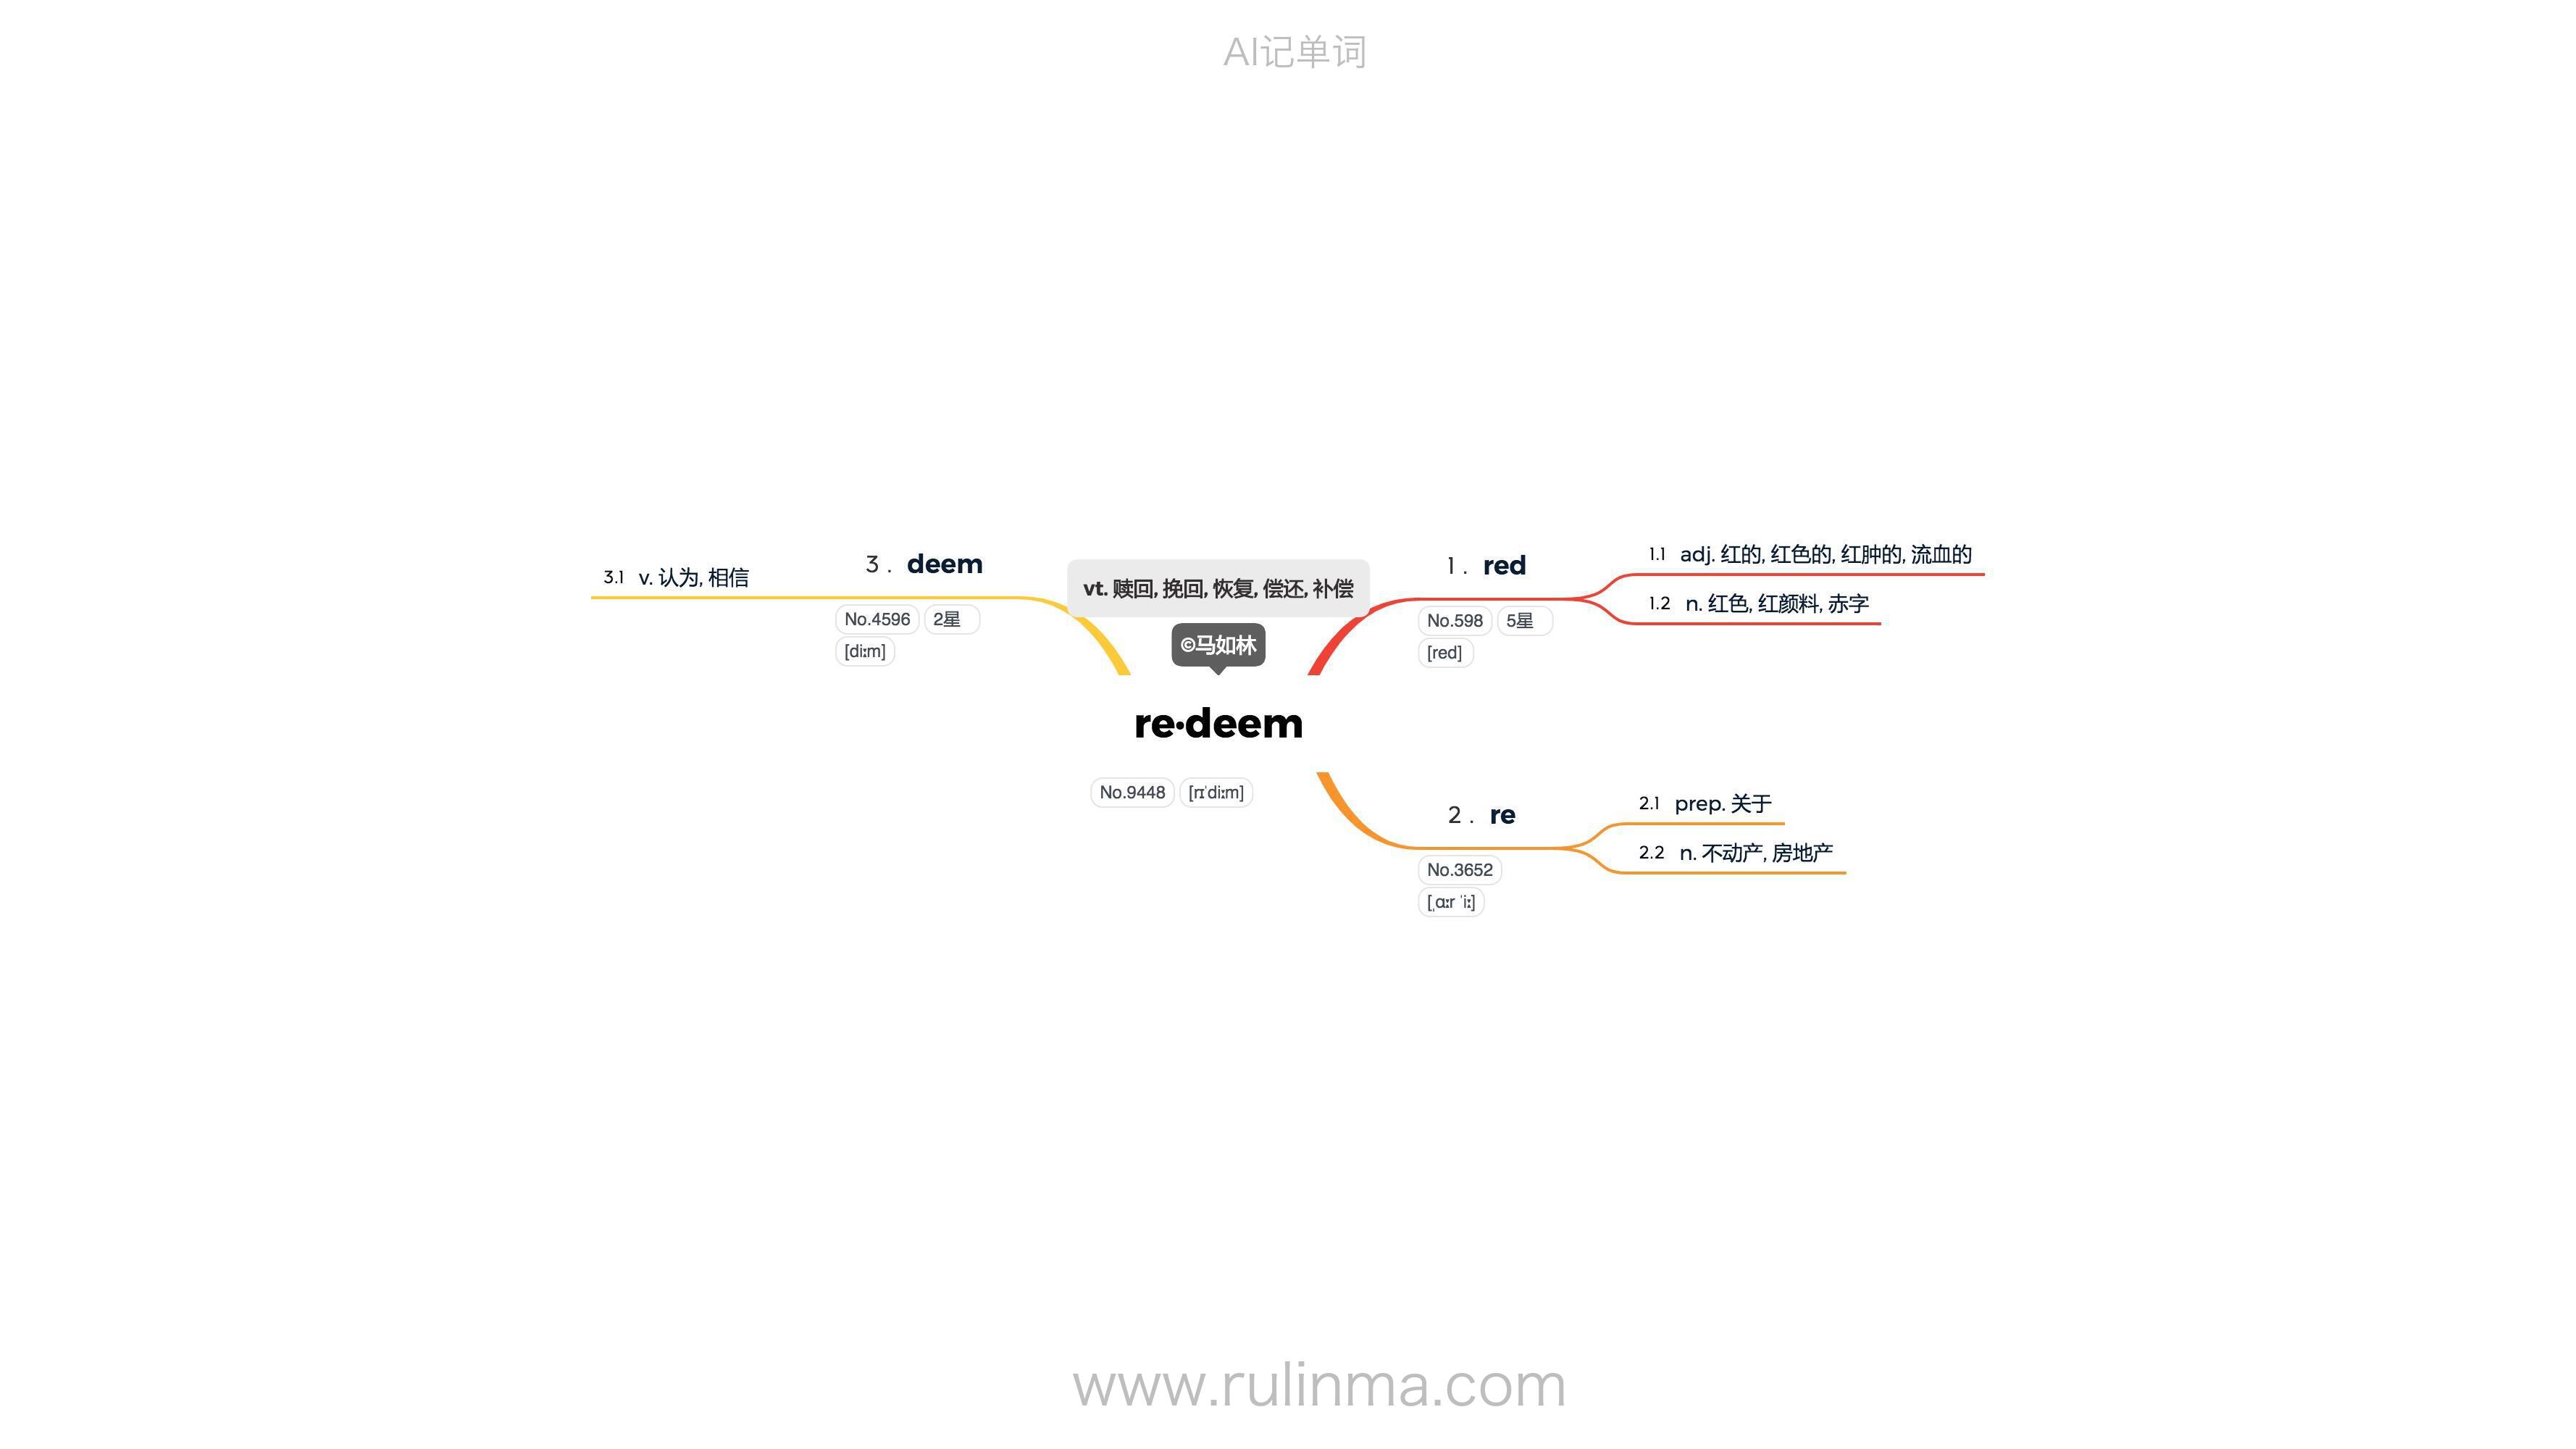 AI记单词
vt. 赎回, 挽回, 恢复, 偿还, 补偿
©马如林
re·deem
No.9448 [rɪˈdiːm]
1 . red
No.598 5星
[red]
1.1 adj. 红的, 红色的, 红肿的, 流血的
1.2 n. 红色, 红颜料, 赤字
2 . re
No.3652
[ˌɑːr ˈiː]
2.1 prep. 关于
2.2 n. 不动产, 房地产
3 . deem
No.4596 2星
[diːm]
3.1 v. 认为, 相信
www.rulinma.com